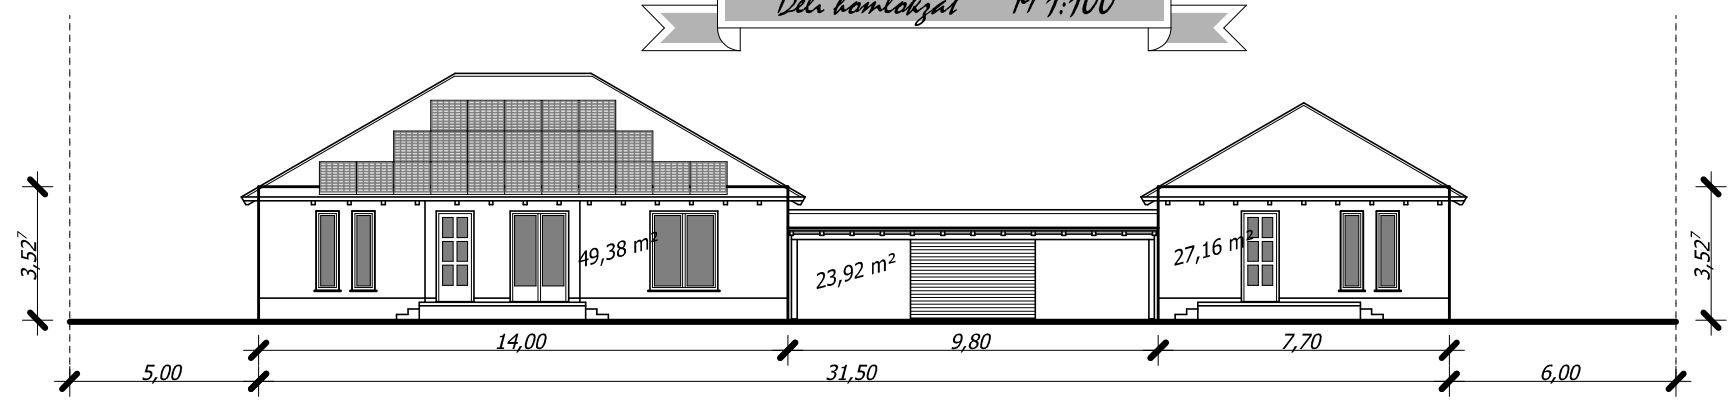 Déli homlokzat M 1:100
3,52⁷
49,38 m²
23,92 m²
27,16 m²
3,52⁷
14,00
9,80
7,70
5,00
31,50
6,00